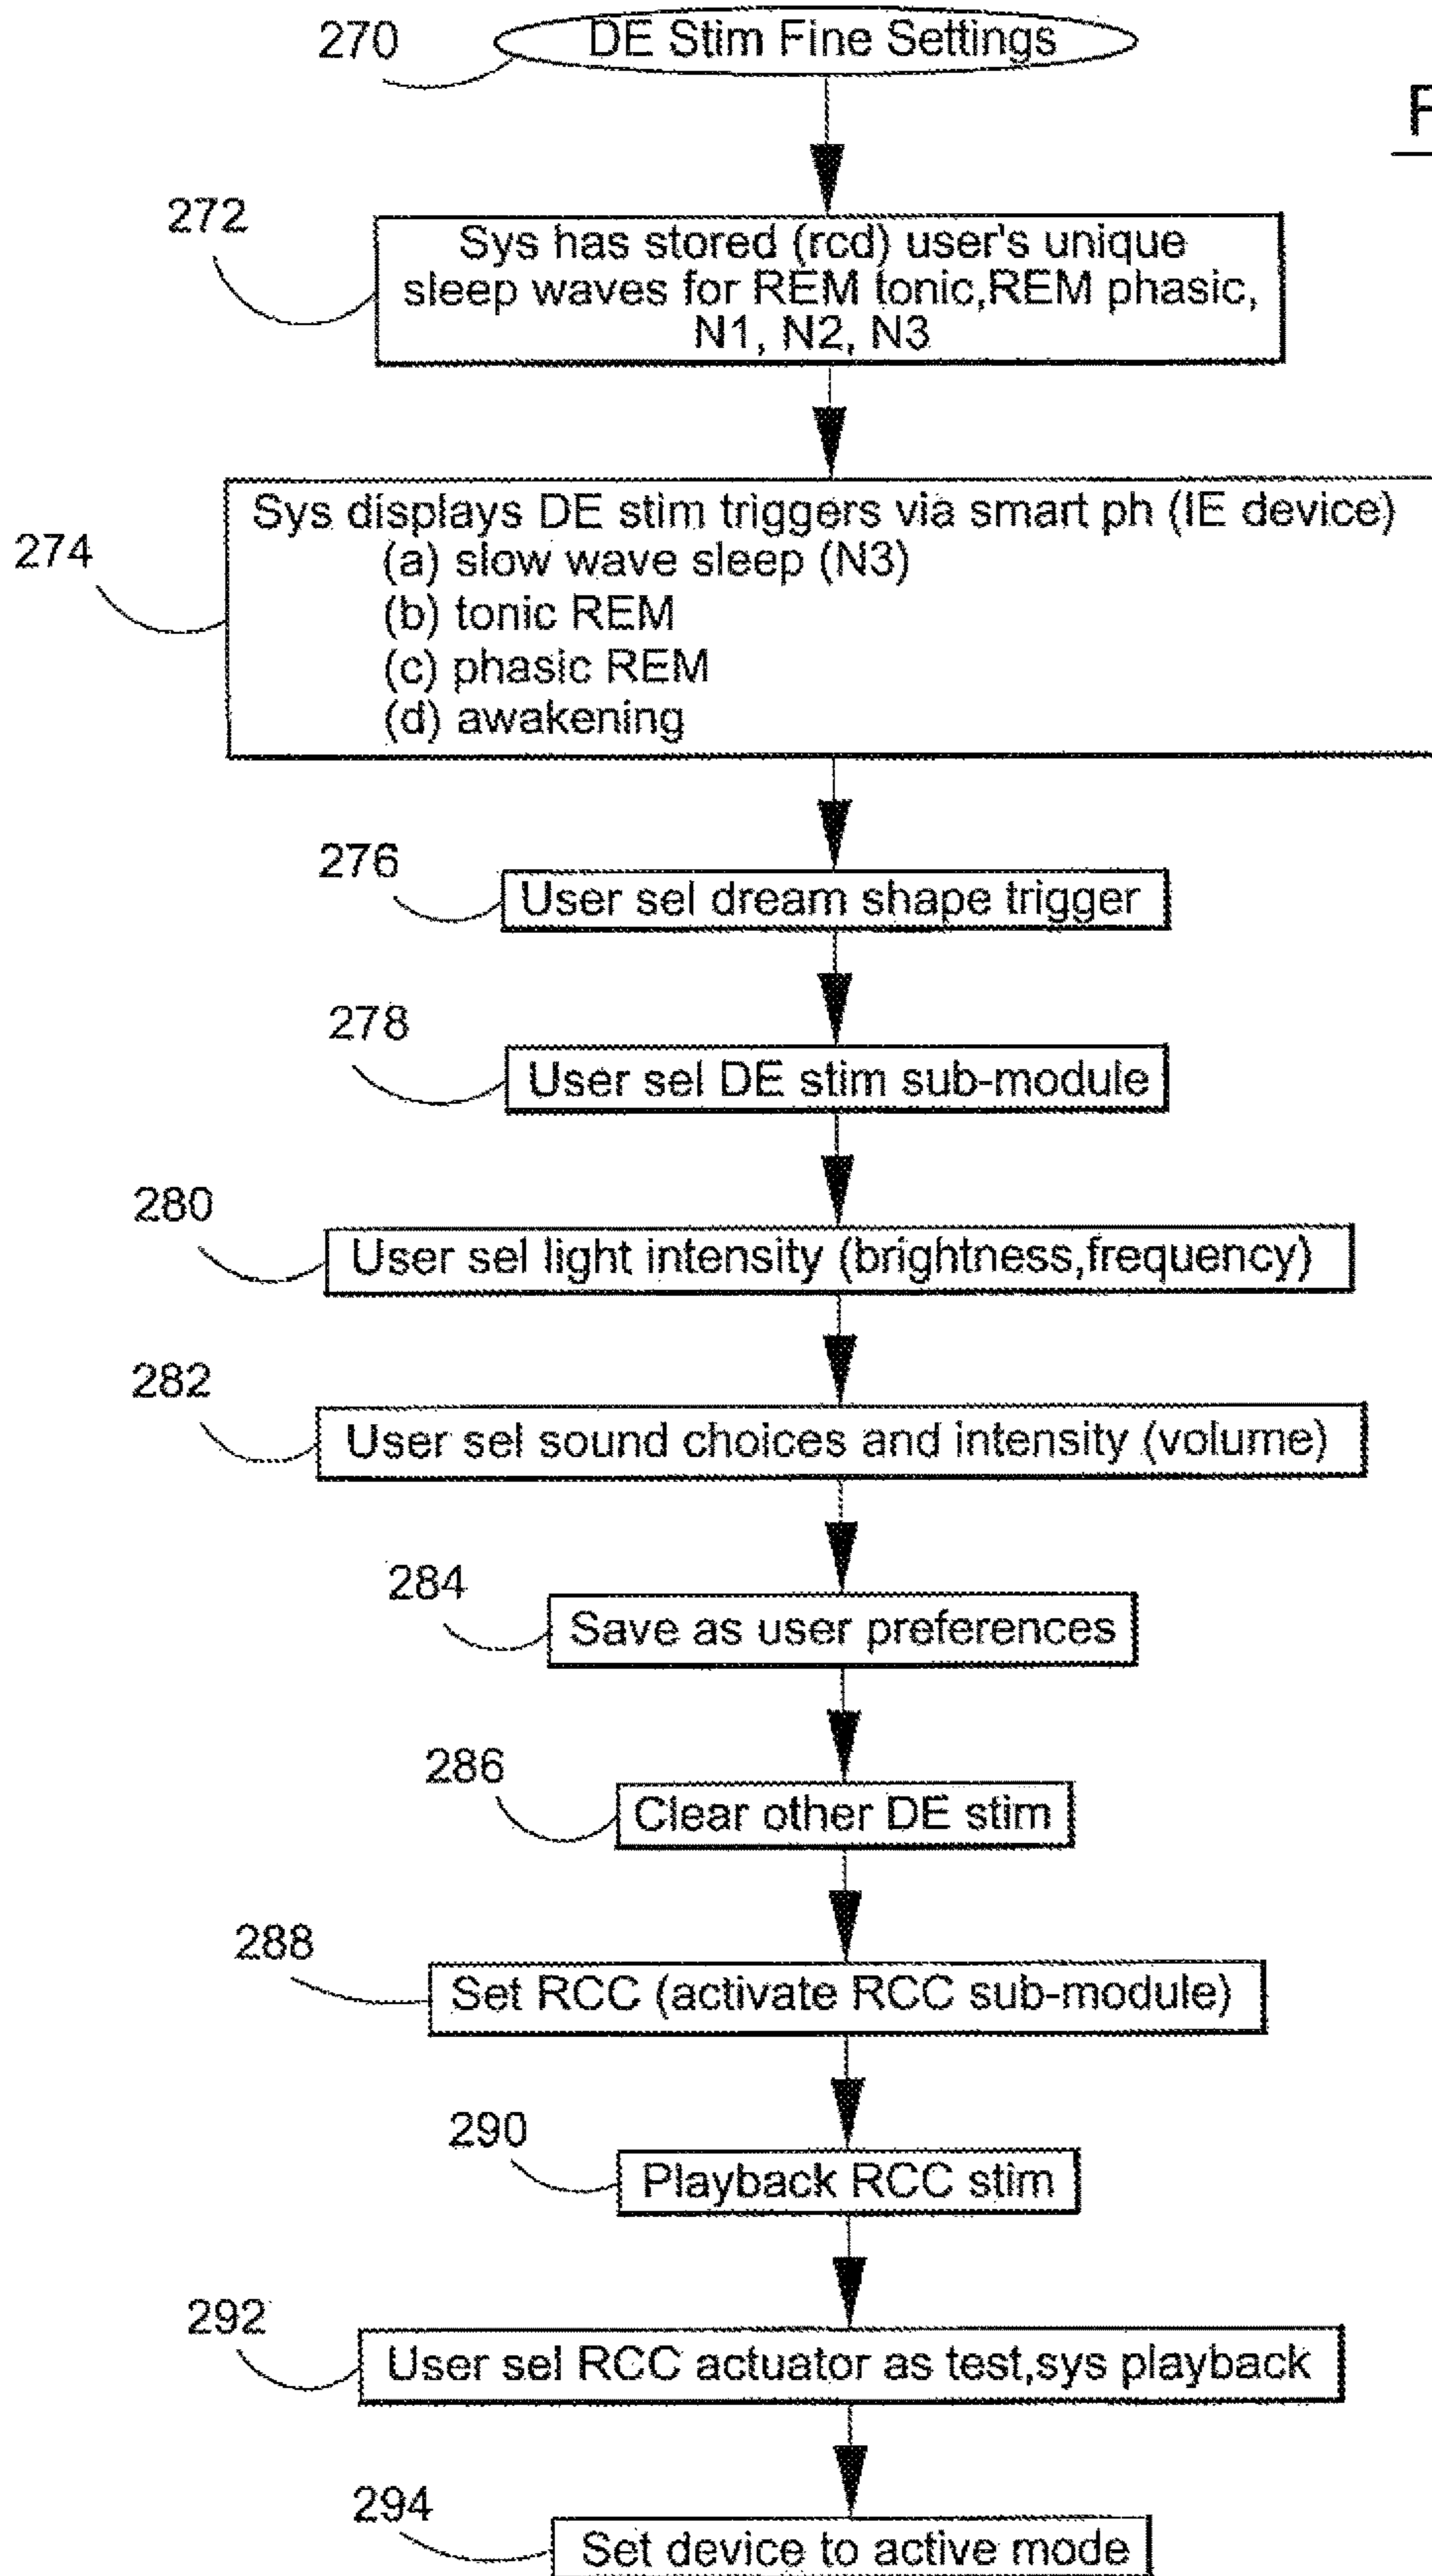 270
DE Stim Fine Settings
272
Sys has stored (rcd) user's unique
sleep waves for REM tonic,REM phasic,
N1, N2, N3
274
Sys displays DE stim triggers via smart ph (IE device)
(a) slow wave sleep (N3)
(b) tonic REM
(c) phasic REM
(d) awakening
276
User sel dream shape trigger
278
User sel DE stim sub-module
280
User sel light intensity (brightness,frequency)
282
User sel sound choices and intensity (volume)
284
Save as user preferences
286
Clear other DE stim
288
Set RCC (activate RCC sub-module)
290
Playback RCC stim
292
User sel RCC actuator as test,sys playback
294
Set device to active mode